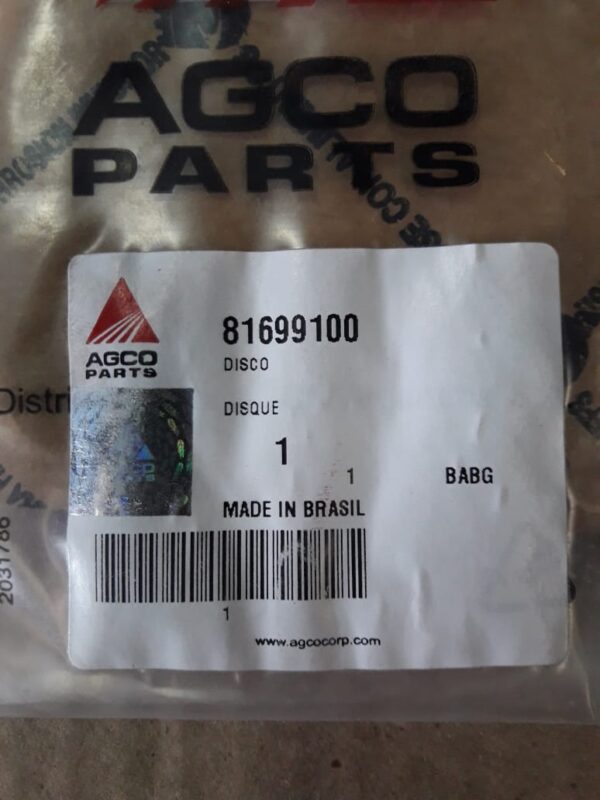 AGCO
PARTS
81699100
AGCO
PARTS
DISCO
Distri
DISQUE
1
1
BABG
MADE IN BRASIL
2031786
1
www.agcocorp.com